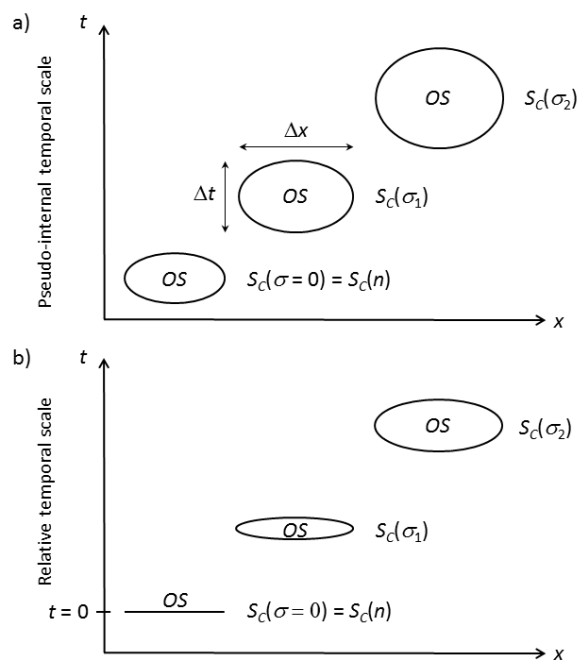 a)
t
Pseudo-internal temporal scale
OS
S_C(σ_2)
Δx
Δt
OS
S_C(σ_1)
OS
S_C(σ = 0) = S_C(n)
x
b)
t
Relative temporal scale
OS
S_C(σ_2)
OS
S_C(σ_1)
OS
t = 0
S_C(σ = 0) = S_C(n)
x